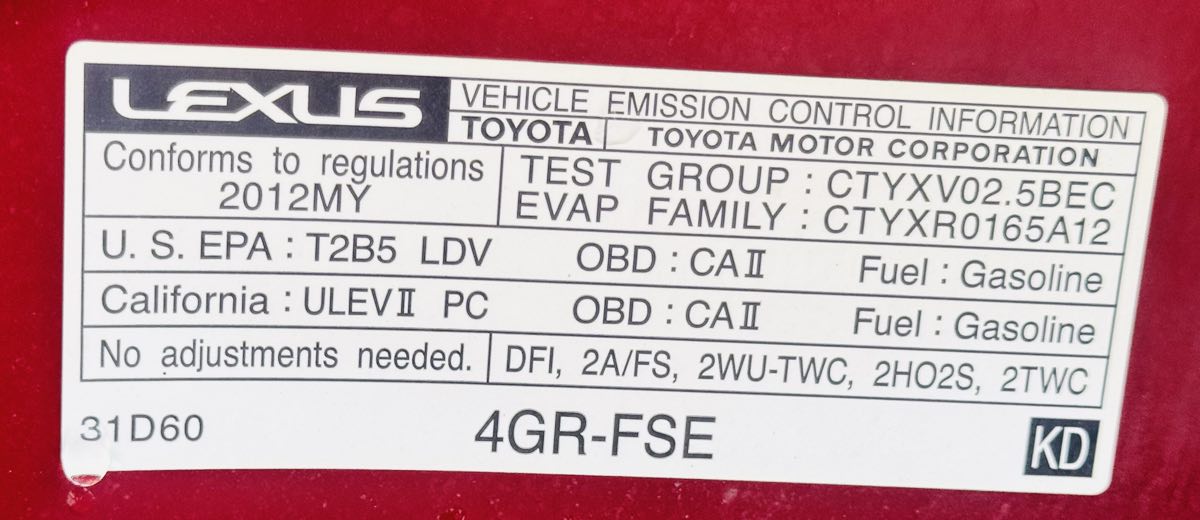 LEXUS VEHICLE EMISSION CONTROL INFORMATION
TOYOTA TOYOTA MOTOR CORPORATION
Conforms to regulations
2012MY
TEST GROUP : CTYXV02.5BEC
EVAP FAMILY : CTYXR0165A12
U. S. EPA : T2B5 LDV OBD : CAⅡ Fuel : Gasoline
California : ULEVⅡ PC OBD : CAⅡ Fuel : Gasoline
No adjustments needed. DFI, 2A/FS, 2WU-TWC, 2HO2S, 2TWC
31D60 4GR-FSE KD